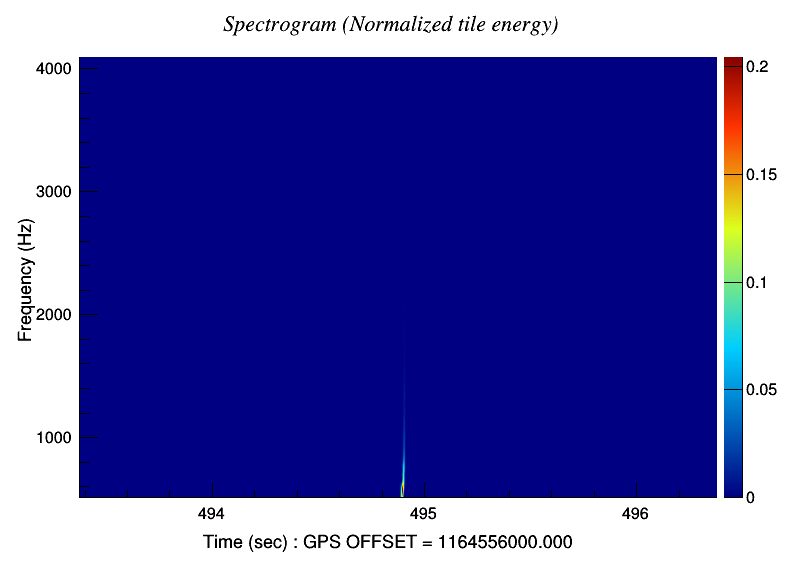 Spectrogram (Normalized tile energy)
4000
3000
2000
1000
Frequency (Hz)
0.2
0.15
0.1
0.05
0
494 495 496
Time (sec) : GPS OFFSET = 1164556000.000